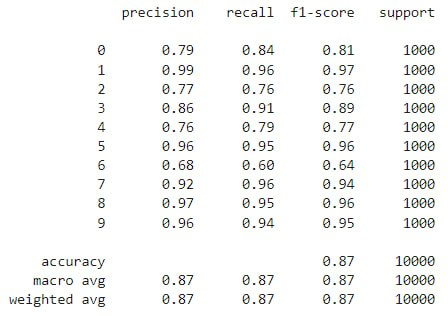 precision recall f1-score support
0 0.79 0.84 0.81 1000
1 0.99 0.96 0.97 1000
2 0.77 0.76 0.76 1000
3 0.86 0.91 0.89 1000
4 0.76 0.79 0.77 1000
5 0.96 0.95 0.96 1000
6 0.68 0.60 0.64 1000
7 0.92 0.96 0.94 1000
8 0.97 0.95 0.96 1000
9 0.96 0.94 0.95 1000
accuracy 0.87 10000
macro avg 0.87 0.87 0.87 10000
weighted avg 0.87 0.87 0.87 10000